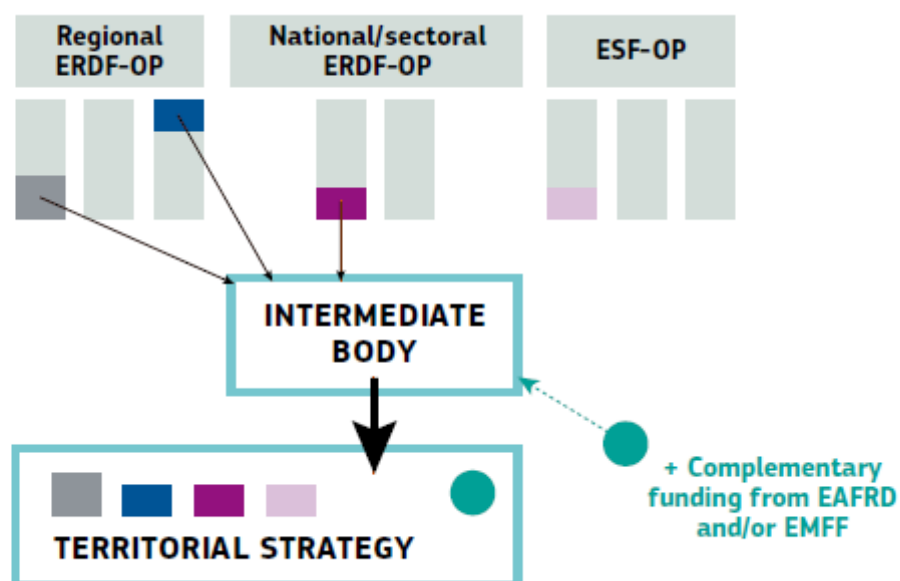 Regional
ERDF-OP
National/sectoral
ERDF-OP
ESF-OP
INTERMEDIATE
BODY
+ Complementary
funding from EAFRD
and/or EMFF
TERRITORIAL STRATEGY